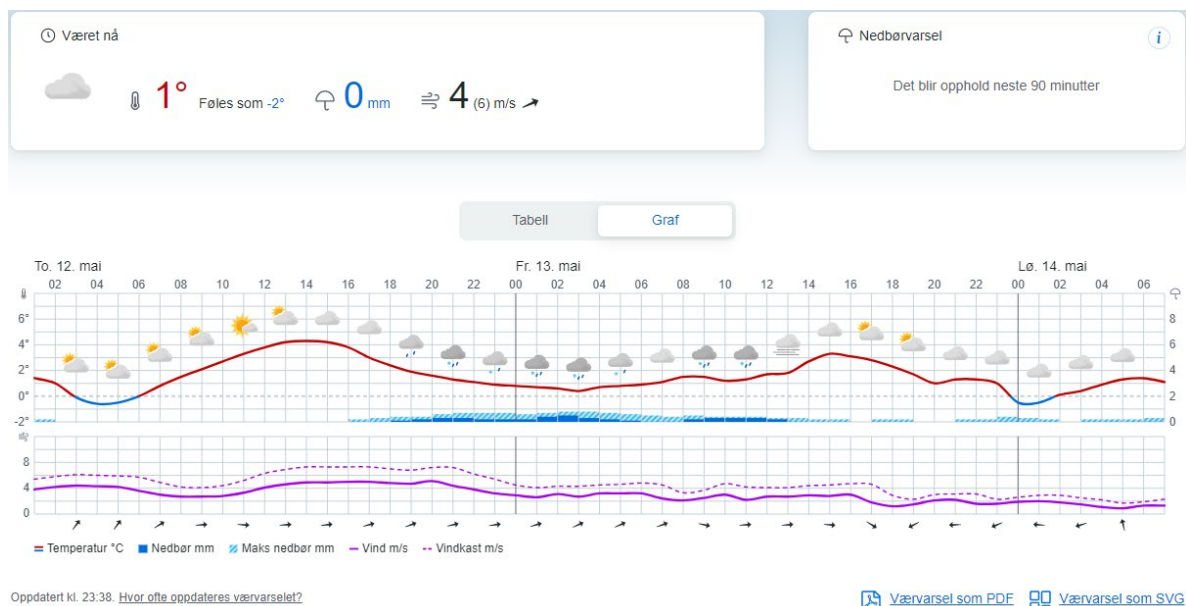 Været nå
1° Føles som -2° 0 mm 4 (6) m/s
Nedbørvarsel
i
Det blir opphold neste 90 minutter
Tabell Graf
To. 12. mai Fr. 13. mai Lø. 14. mai
02 04 06 08 10 12 14 16 18 20 22 00 02 04 06 08 10 12 14 16 18 20 22 00 02 04 06
6° 8
4° 6
2° 4
0° 2
-2° 0
8
4
0
Temperatur °C Nedbør mm Maks nedbør mm Vind m/s Vindkast m/s
Oppdatert kl. 23:38. Hvor ofte oppdateres værvarselet?
Værvarsel som PDF Værvarsel som SVG